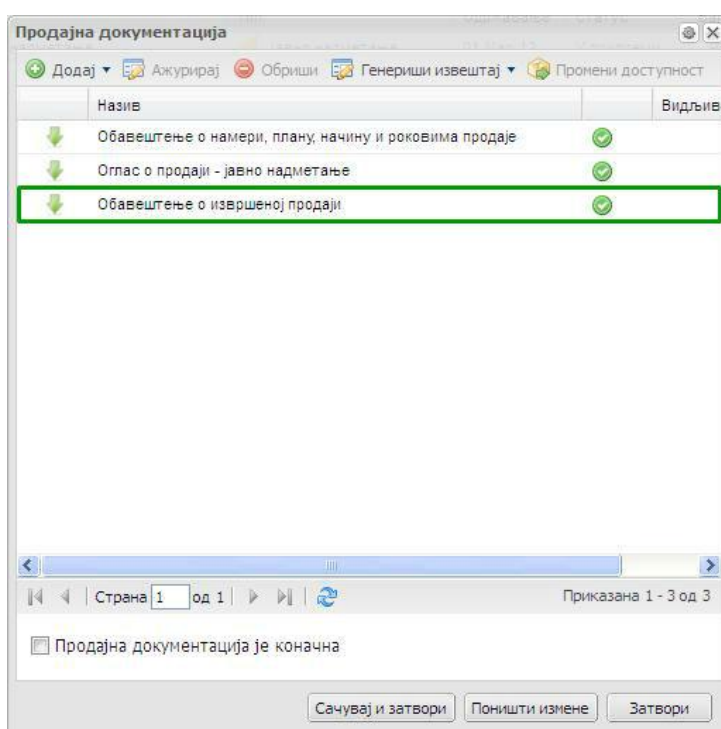 Продајна документација
Додај Ажурирај Обриши Генериши извештај Промени доступност
Назив Видљив
Обавештење о намери, плану, начину и роковима продаје
Оглас о продаји - јавно надметање
Обавештење о извршеној продаји
Страна 1 од 1 Приказана 1 - 3 од 3
Продајна документација је коначна
Сачувај и затвори Поништи измене Затвори